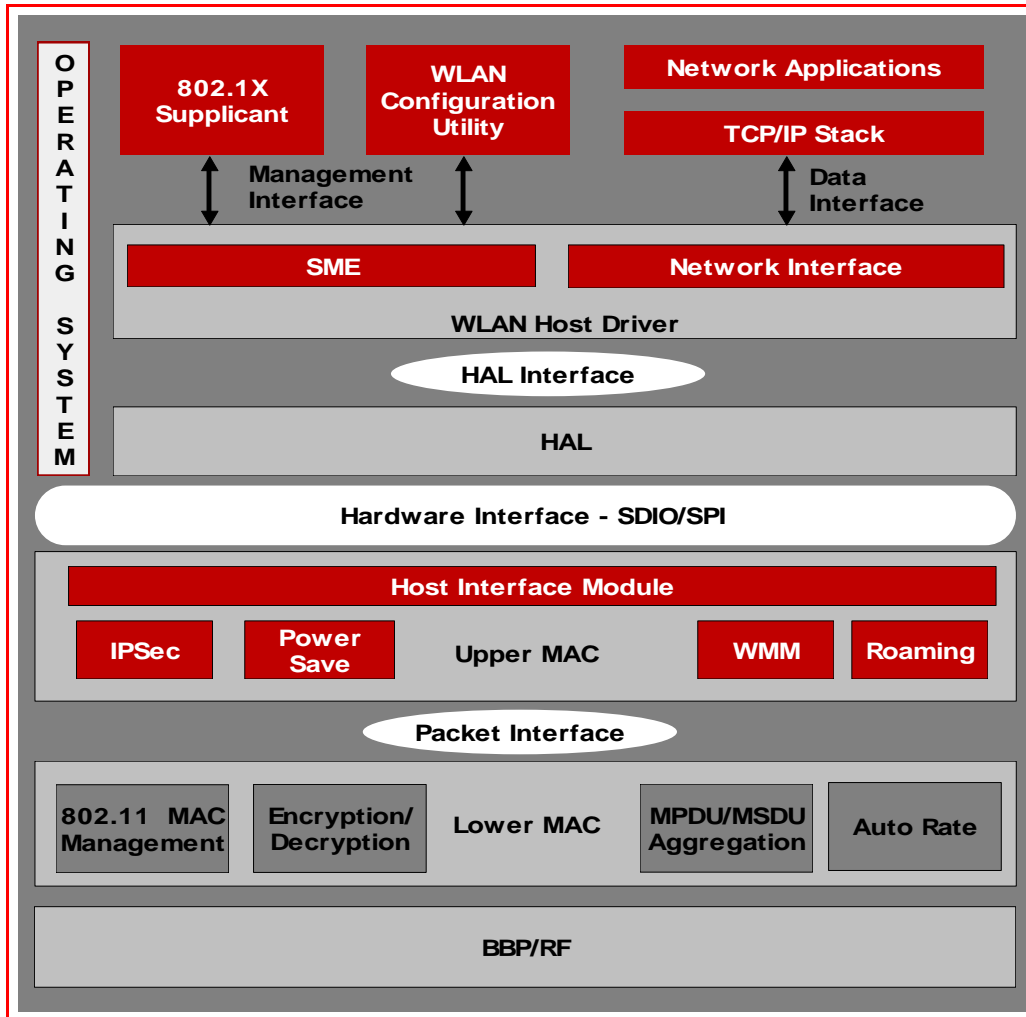 OPERATING SYSTEM
802.1X
Supplicant
WLAN
Configuration
Utility
Network Applications
TCP/IP Stack
Management
Interface
Data
Interface
SME
Network Interface
WLAN Host Driver
HAL Interface
HAL
Hardware Interface - SDIO/SPI
Host Interface Module
IPSec
Power
Save
Upper MAC
WMM
Roaming
Packet Interface
802.11 MAC
Management
Encryption/
Decryption
Lower MAC
MPDU/MSDU
Aggregation
Auto Rate
BBP/RF